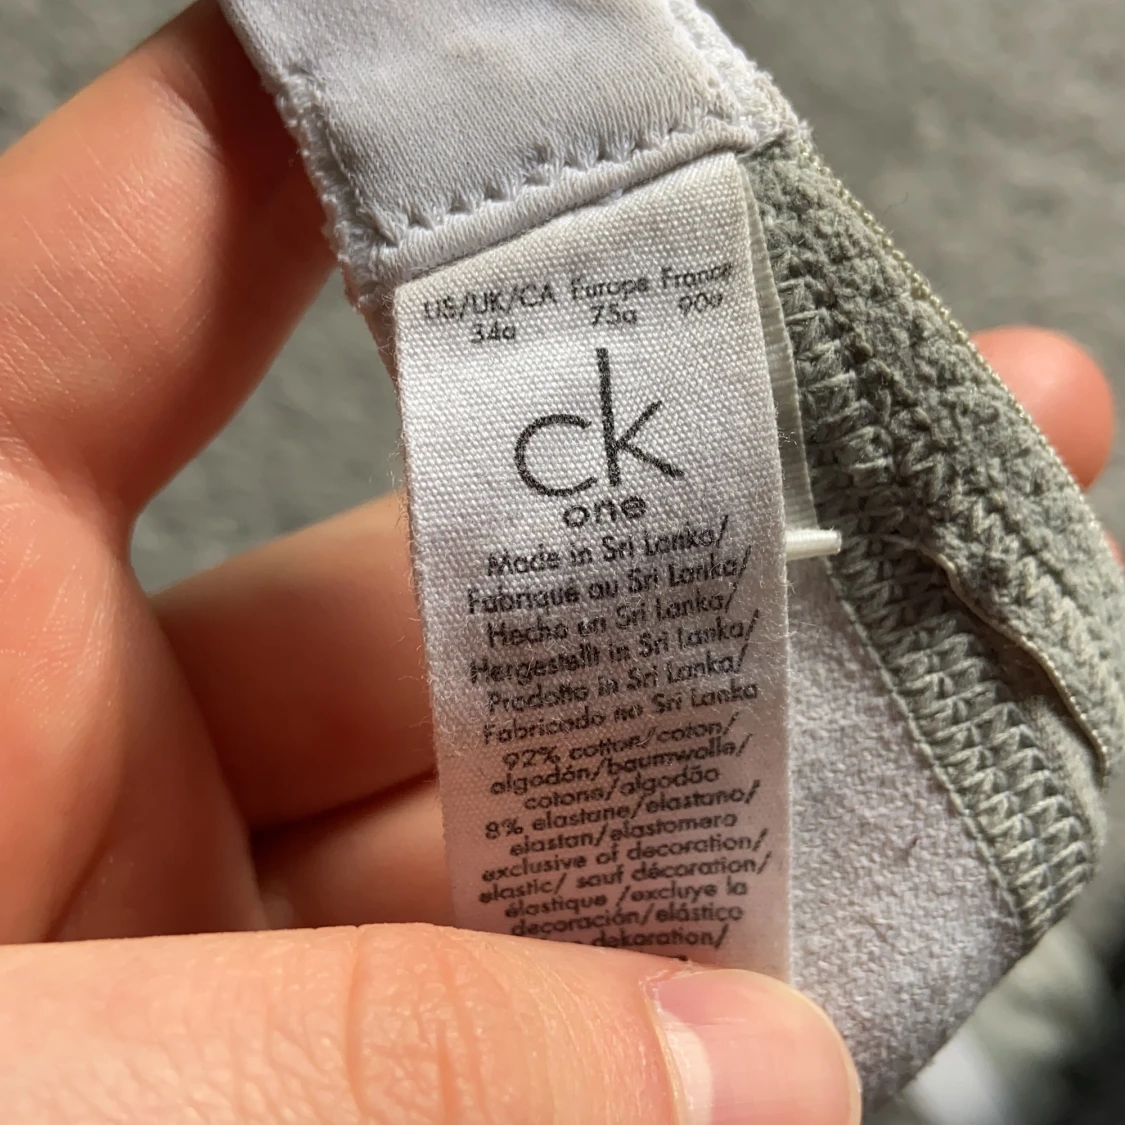 US/UK/CA Europe France
34a 75a 90a
ck
one
Made in Sri Lanka/
Fabriqué au Sri Lanka/
Hecho en Sri Lanka/
Hergestellt in Sri Lanka/
Prodotto in Sri Lanka/
Fabricado no Sri Lanka
92% cotton/coton/
algodón/baumwolle/
cotone/algodão
8% elastane/elastano/
elastan/elastomero
exclusive of decoration/
elastic/ sauf décoration/
élastique /excluye la
decoración/elástico
dekoration/